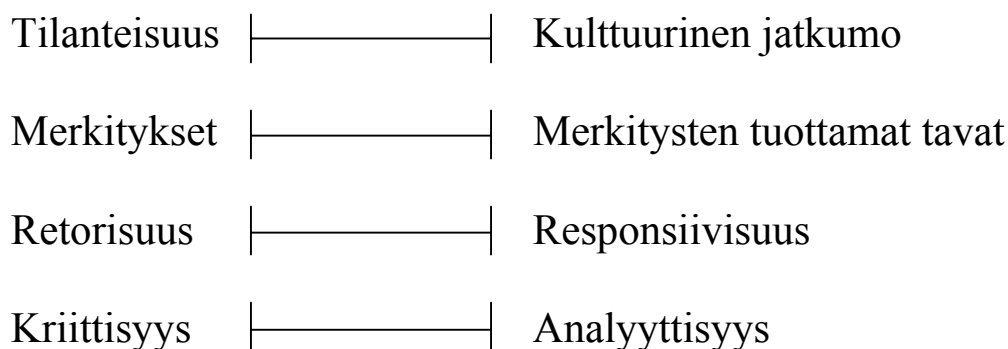 Tilanteisuus Kulttuurinen jatkumo
Merkitykset Merkitysten tuottamat tavat
Retorisuus Responsiivisuus
Kriittisyys Analyyttisyys